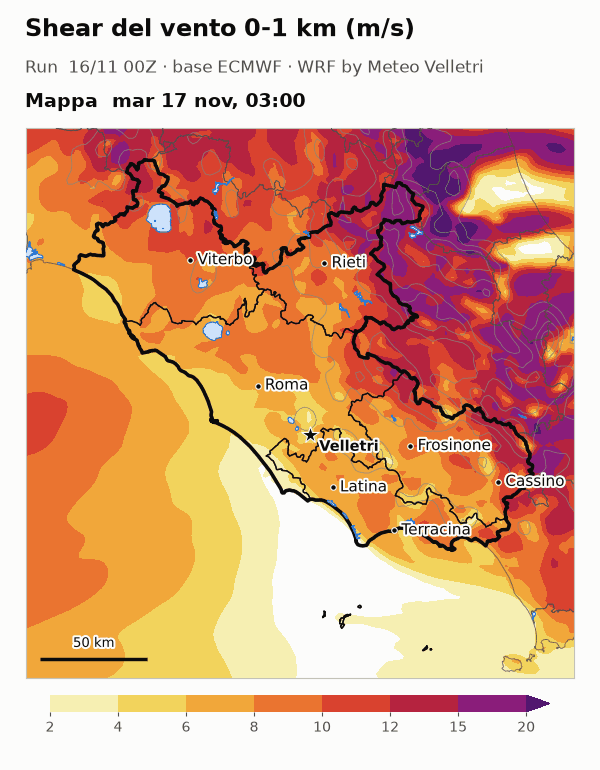 Shear del vento 0-1 km (m/s)
Run  16/11 00Z · base ECMWF · WRF by Meteo Velletri
Mappa  mar 17 nov, 03:00
Viterbo
Rieti
Roma
Velletri
Frosinone
Latina
Cassino
Terracina
50 km
2 4 6 8 10 12 15 20